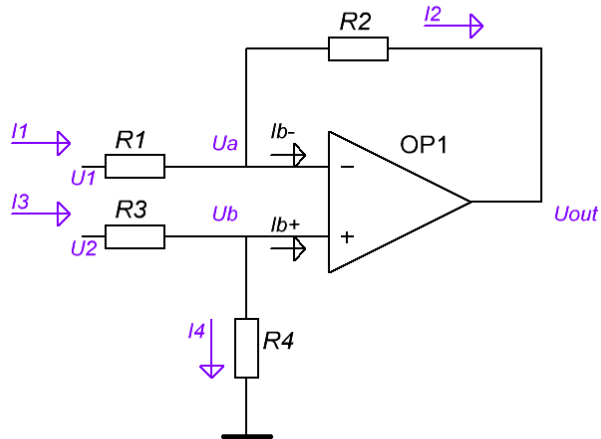 R2
I2
I1
R1
Ua
Ib-
OP1
U1
−
I3
R3
Ub
Uout
U2
Ib+
+
I4
R4